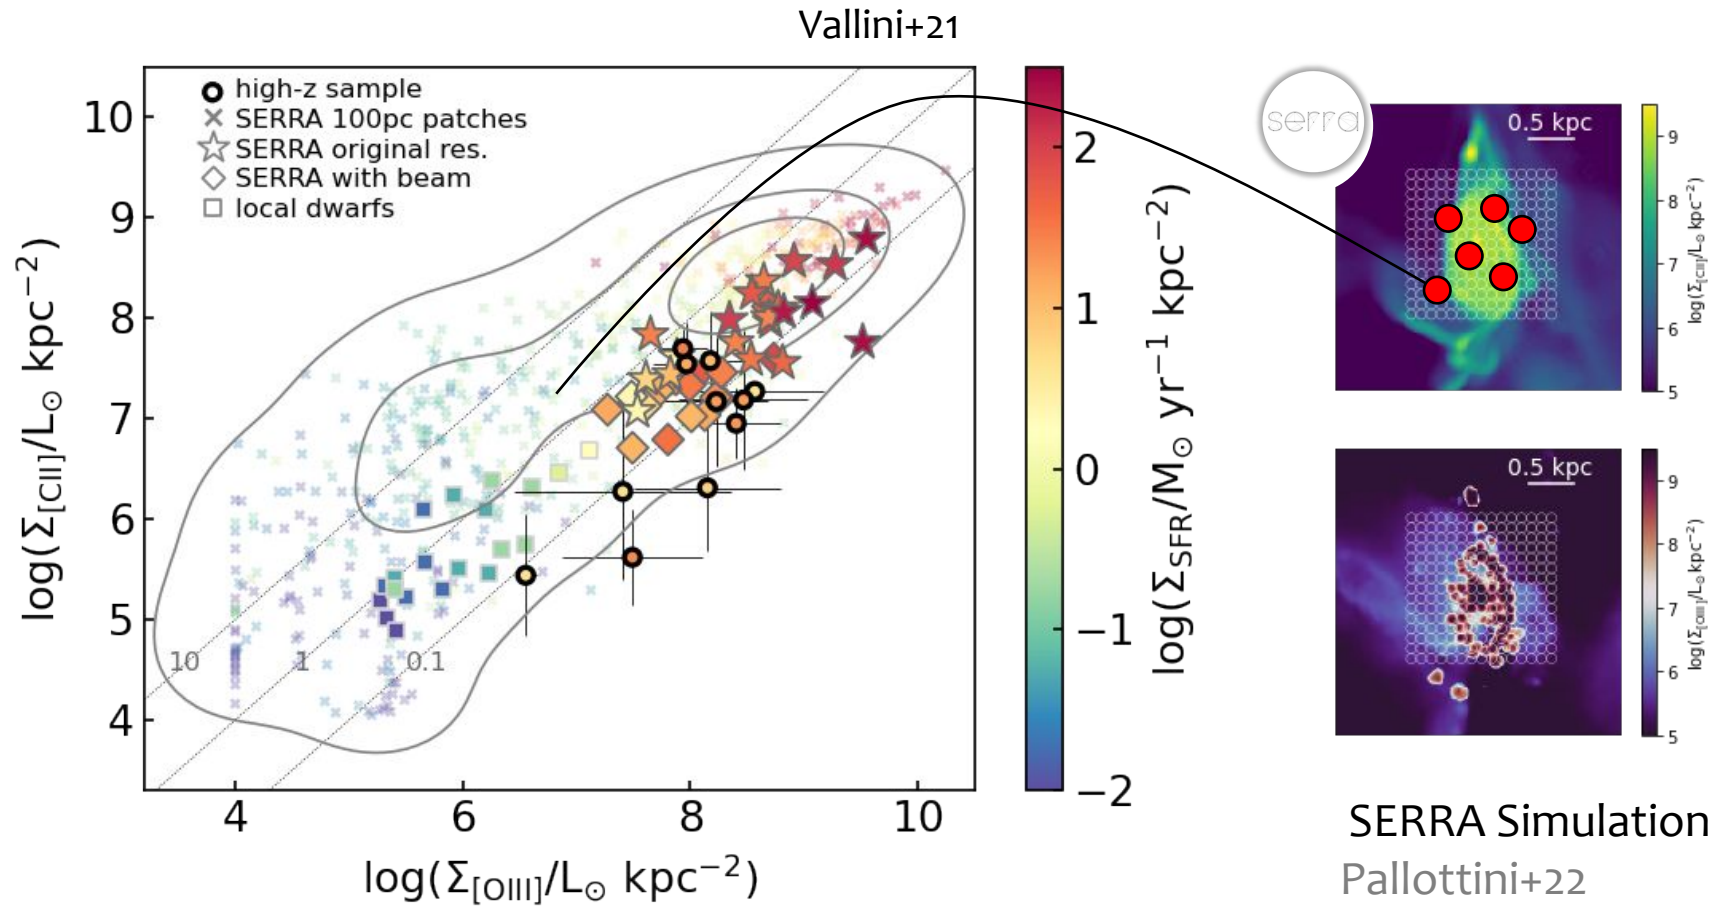 Vallini+21
high-z sample
SERRA 100pc patches
SERRA original res.
SERRA with beam
local dwarfs
10
9
8
7
6
5
4
10
1
0.1
4
6
8
10
log(Σ[CII]/L⊙ kpc⁻²)
log(Σ[OIII]/L⊙ kpc⁻²)
2
1
0
−1
−2
log(ΣSFR/M⊙ yr⁻¹ kpc⁻²)
serra
0.5 kpc
9
8
7
6
5
log(Σ[CII]/L⊙ kpc⁻²)
0.5 kpc
9
8
7
6
5
log(Σ[OIII]/L⊙ kpc⁻²)
SERRA Simulation
Pallottini+22